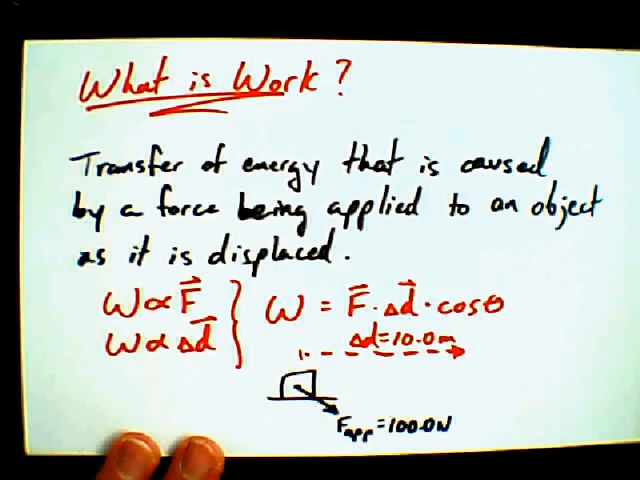 What is Work?
Transfer of energy that is caused
by a force being applied to an object
as it is displaced.
W∝F⃗
W∝Δd⃗
W = F⃗·Δd⃗·cosθ
Δd=10.0m
Fapp=100.0N